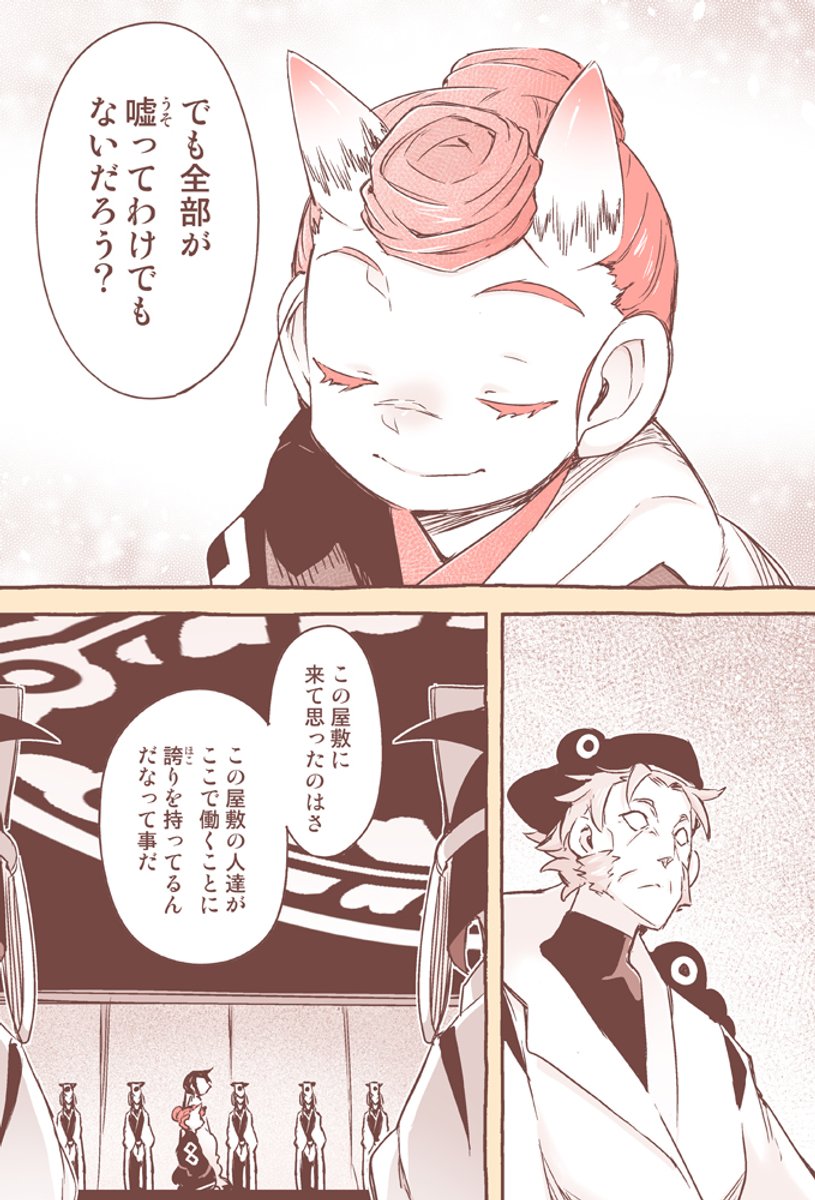 でも全部が
嘘ってわけでも
ないだろう？
この屋敷に
来て思ったのはさ
この屋敷の人達が
ここで働くことに
誇りを持ってるん
だなって事だ